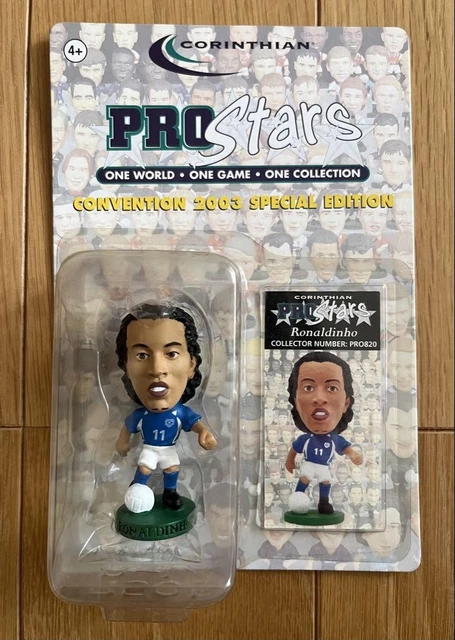 4+
CORINTHIAN
PROStars
ONE WORLD • ONE GAME • ONE COLLECTION
CONVENTION 2003 SPECIAL EDITION
CORINTHIAN
PROStars
Ronaldinho
COLLECTOR NUMBER: PRO820
11
11
RONALDINH